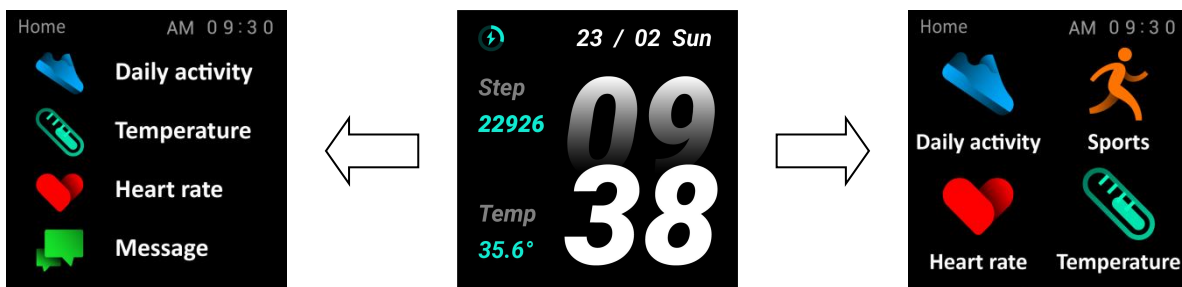 Home AM 09:30
Daily activity
Temperature
Heart rate
Message
23 / 02 Sun
Step
22926
09
38
Temp
35.6°
Home AM 09:30
Daily activity Sports
Heart rate Temperature